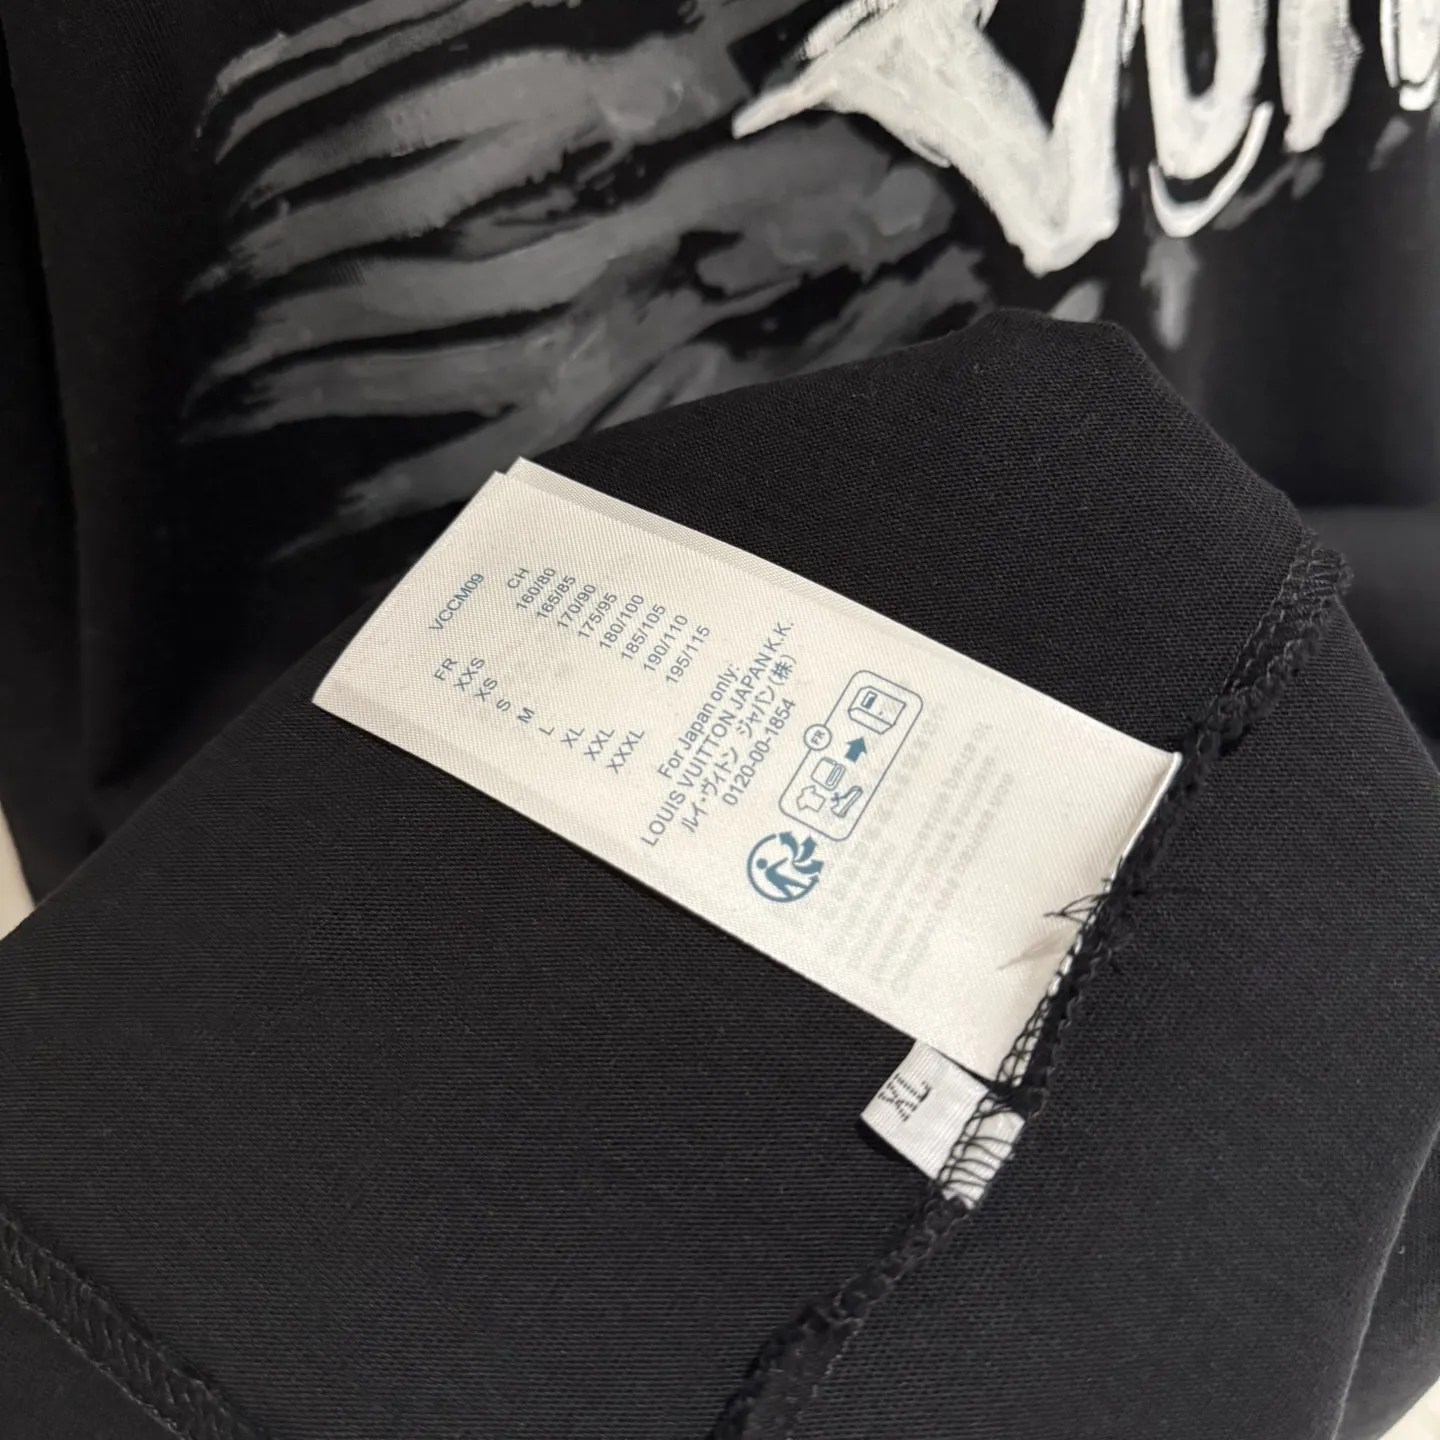 VCCM09
FR CH
XXS 160/80
XS 165/85
S 170/90
M 175/95
L 180/100
XL 185/105
XXL 190/110
XXXL 195/115
For Japan only:
LOUIS VUITTON JAPAN K.K.
ルイ・ヴィトン ジャパン(株)
0120-00-1854
FR
XL